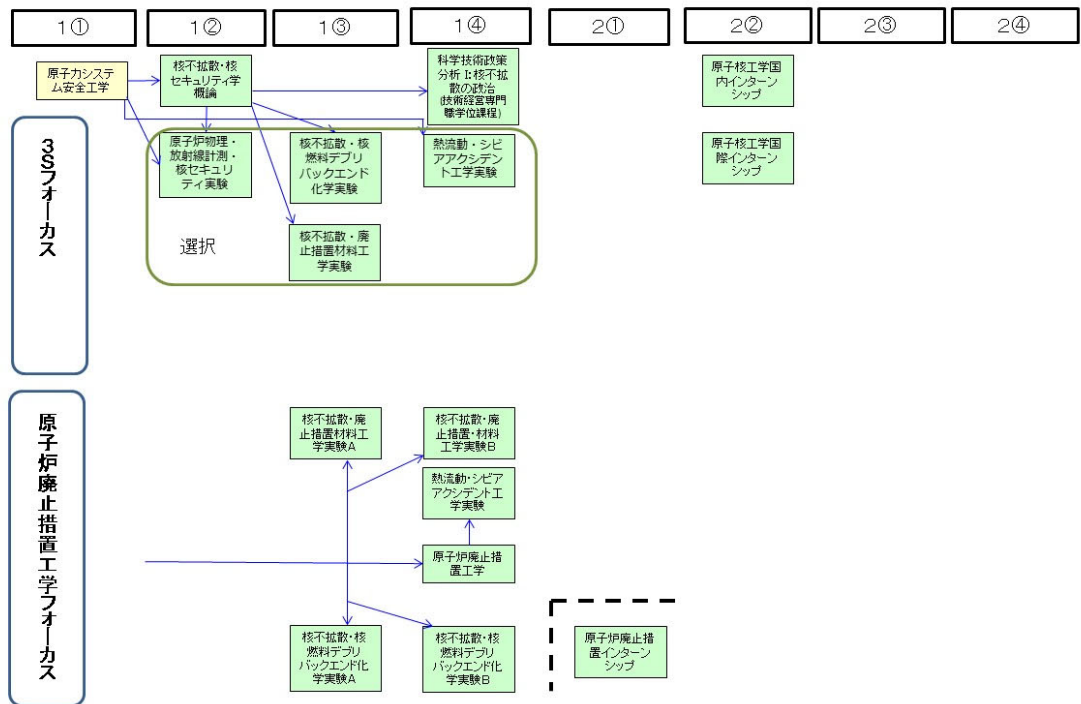 1①
1②
1③
1④
2①
2②
2③
2④
原子力システ
ム安全工学
核不拡散・核
セキュリティ学
概論
科学技術政策
分析Ⅰ:核不拡
散の政治
(技術経営専門
職学位課程)
原子核工学国
内インターン
シップ
3Sフォーカス
原子炉物理・
放射線計測・
核セキュリ
ティ実験
核不拡散・核
燃料デブリ
バックエンド
化学実験
熱流動・シビ
アアクシデン
ト工学実験
原子核工学国
際インターン
シップ
選択
核不拡散・廃
止措置材料工
学実験
原子炉廃止措置工学フォーカス
核不拡散・廃
止措置材料工
学実験A
核不拡散・廃
止措置・材料
工学実験B
熱流動・シビア
アクシデント工
学実験
原子炉廃止措
置工学
核不拡散・核
燃料デブリ
バックエンド化
学実験A
核不拡散・核
燃料デブリ
バックエンド化
学実験B
原子炉廃止措
置インターン
シップ